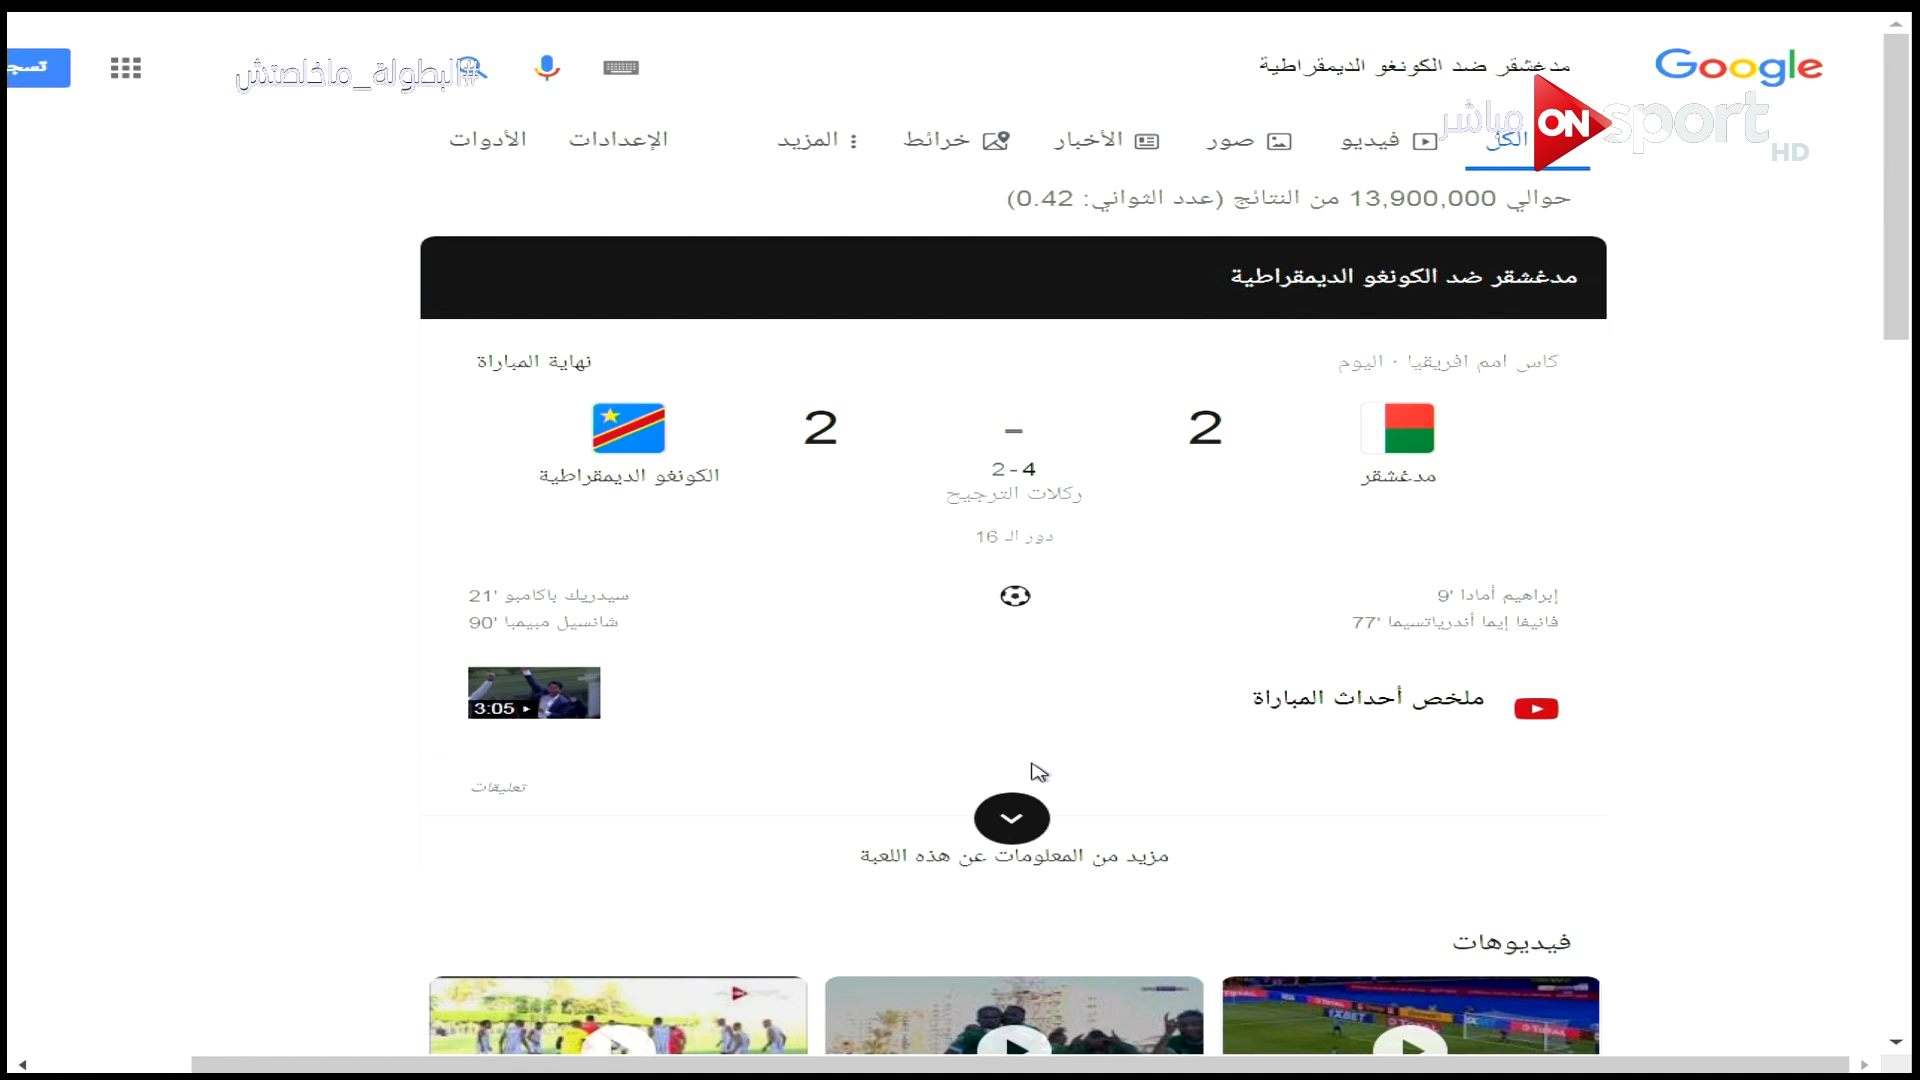 Google
مدغشقر ضد الكونغو الديمقراطية
#البطولة_ماخلصتش
ON sport HD
مباشر
الكل
فيديو
صور
الأخبار
خرائط
المزيد
الإعدادات
الأدوات
حوالي 13,900,000 من النتائج (عدد الثواني: 0.42)
مدغشقر ضد الكونغو الديمقراطية
كاس امم افريقيا · اليوم
نهاية المباراة
2 - 2
4 - 2
مدغشقر
الكونغو الديمقراطية
ركلات الترجيح
دور الـ 16
إبراهيم أمادا '9
سيدريك باكامبو '21
فانيفا إيما أندرياتسيما '77
شانسيل مبيمبا '90
ملخص أحداث المباراة
3:05
تعليقات
مزيد من المعلومات عن هذه اللعبة
فيديوهات
TOTAL
1XBET
TOTAL